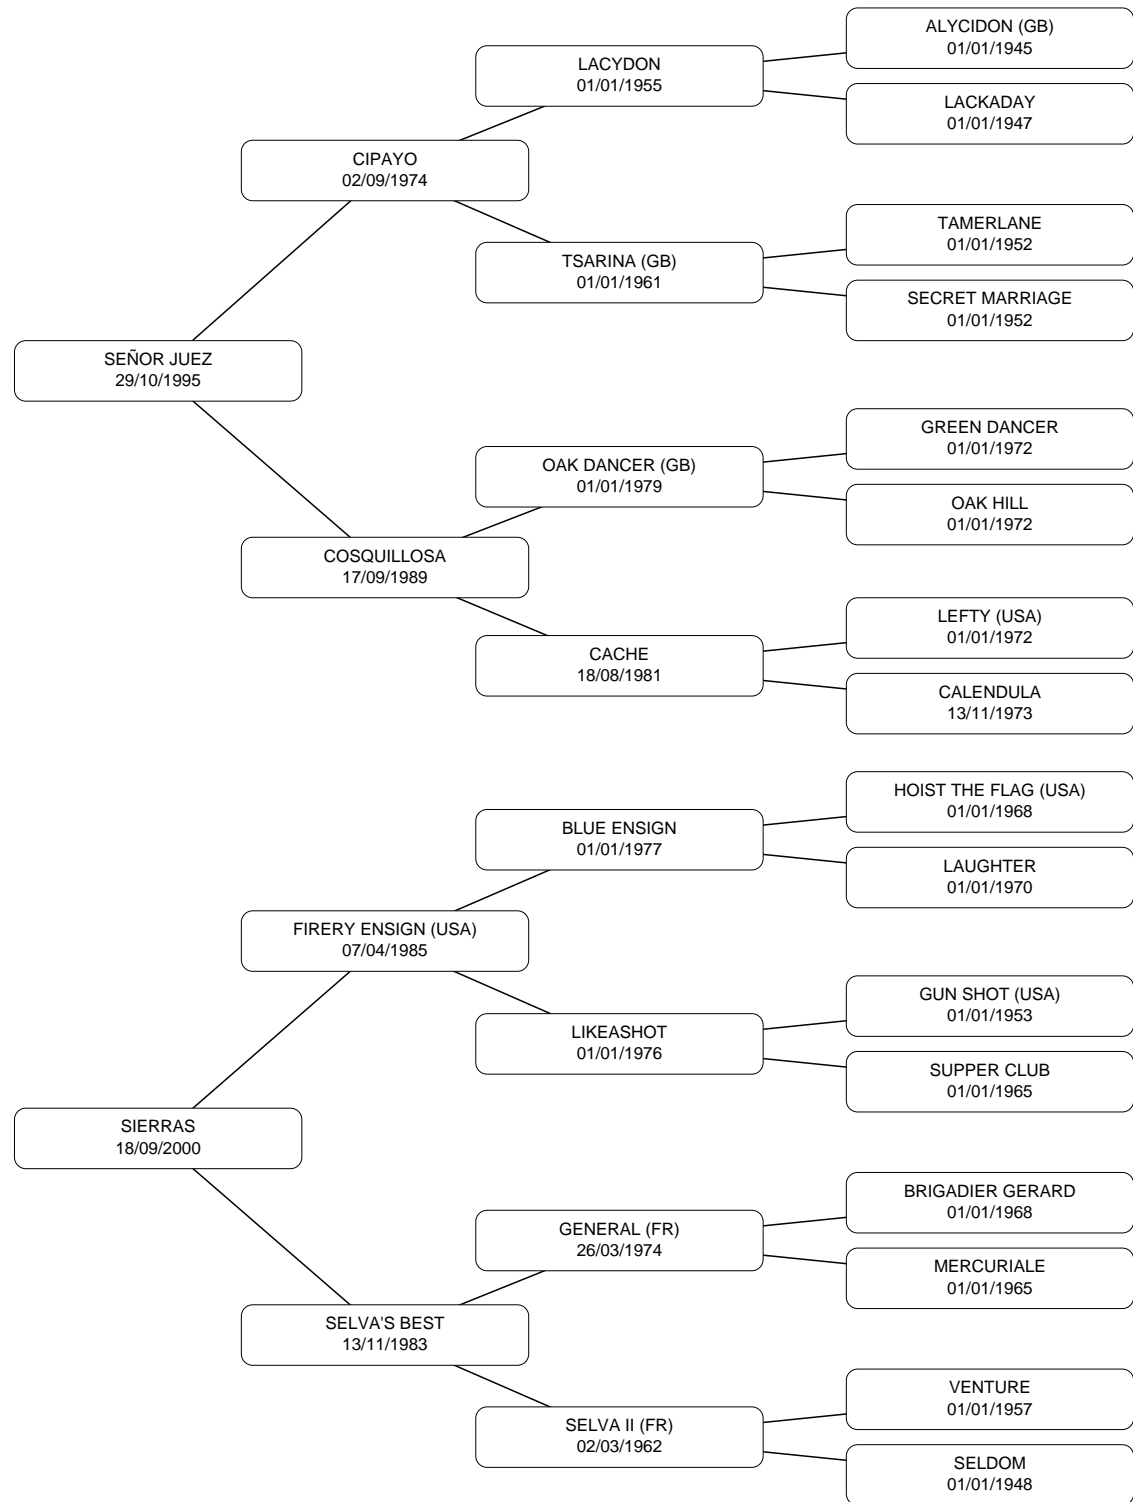 ALYCIDON (GB)
01/01/1945
LACYDON
01/01/1955
LACKADAY
01/01/1947
CIPAYO
02/09/1974
TAMERLANE
01/01/1952
TSARINA (GB)
01/01/1961
SECRET MARRIAGE
01/01/1952
SEÑOR JUEZ
29/10/1995
GREEN DANCER
01/01/1972
OAK DANCER (GB)
01/01/1979
OAK HILL
01/01/1972
COSQUILLOSA
17/09/1989
LEFTY (USA)
01/01/1972
CACHE
18/08/1981
CALENDULA
13/11/1973
HOIST THE FLAG (USA)
01/01/1968
BLUE ENSIGN
01/01/1977
LAUGHTER
01/01/1970
FIRERY ENSIGN (USA)
07/04/1985
GUN SHOT (USA)
01/01/1953
LIKEASHOT
01/01/1976
SUPPER CLUB
01/01/1965
SIERRAS
18/09/2000
BRIGADIER GERARD
01/01/1968
GENERAL (FR)
26/03/1974
MERCURIALE
01/01/1965
SELVA'S BEST
13/11/1983
VENTURE
01/01/1957
SELVA II (FR)
02/03/1962
SELDOM
01/01/1948